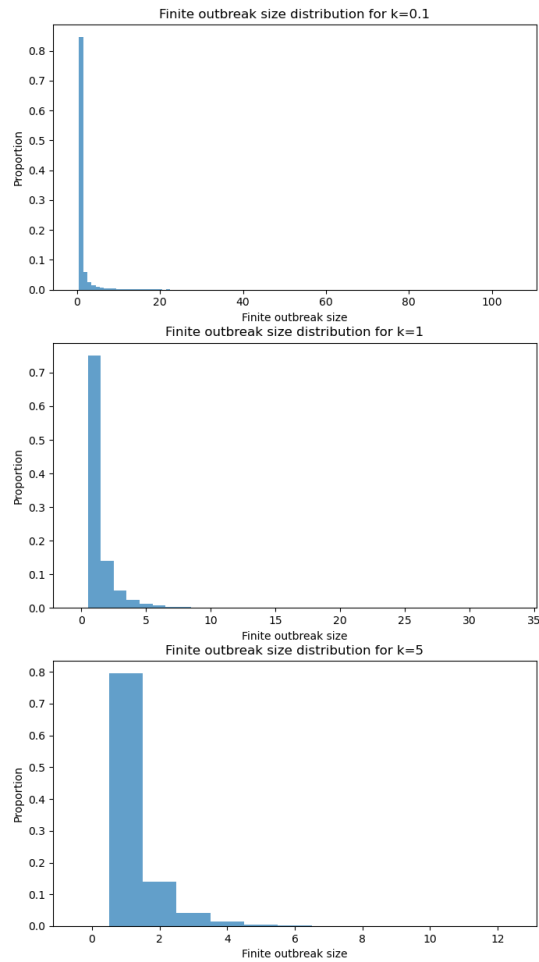 Finite outbreak size distribution for k=0.1
Proportion
0.8
0.7
0.6
0.5
0.4
0.3
0.2
0.1
0.0
0 20 40 60 80 100
Finite outbreak size
Finite outbreak size distribution for k=1
Proportion
0.7
0.6
0.5
0.4
0.3
0.2
0.1
0.0
0 5 10 15 20 25 30 35
Finite outbreak size
Finite outbreak size distribution for k=5
Proportion
0.8
0.7
0.6
0.5
0.4
0.3
0.2
0.1
0.0
0 2 4 6 8 10 12
Finite outbreak size